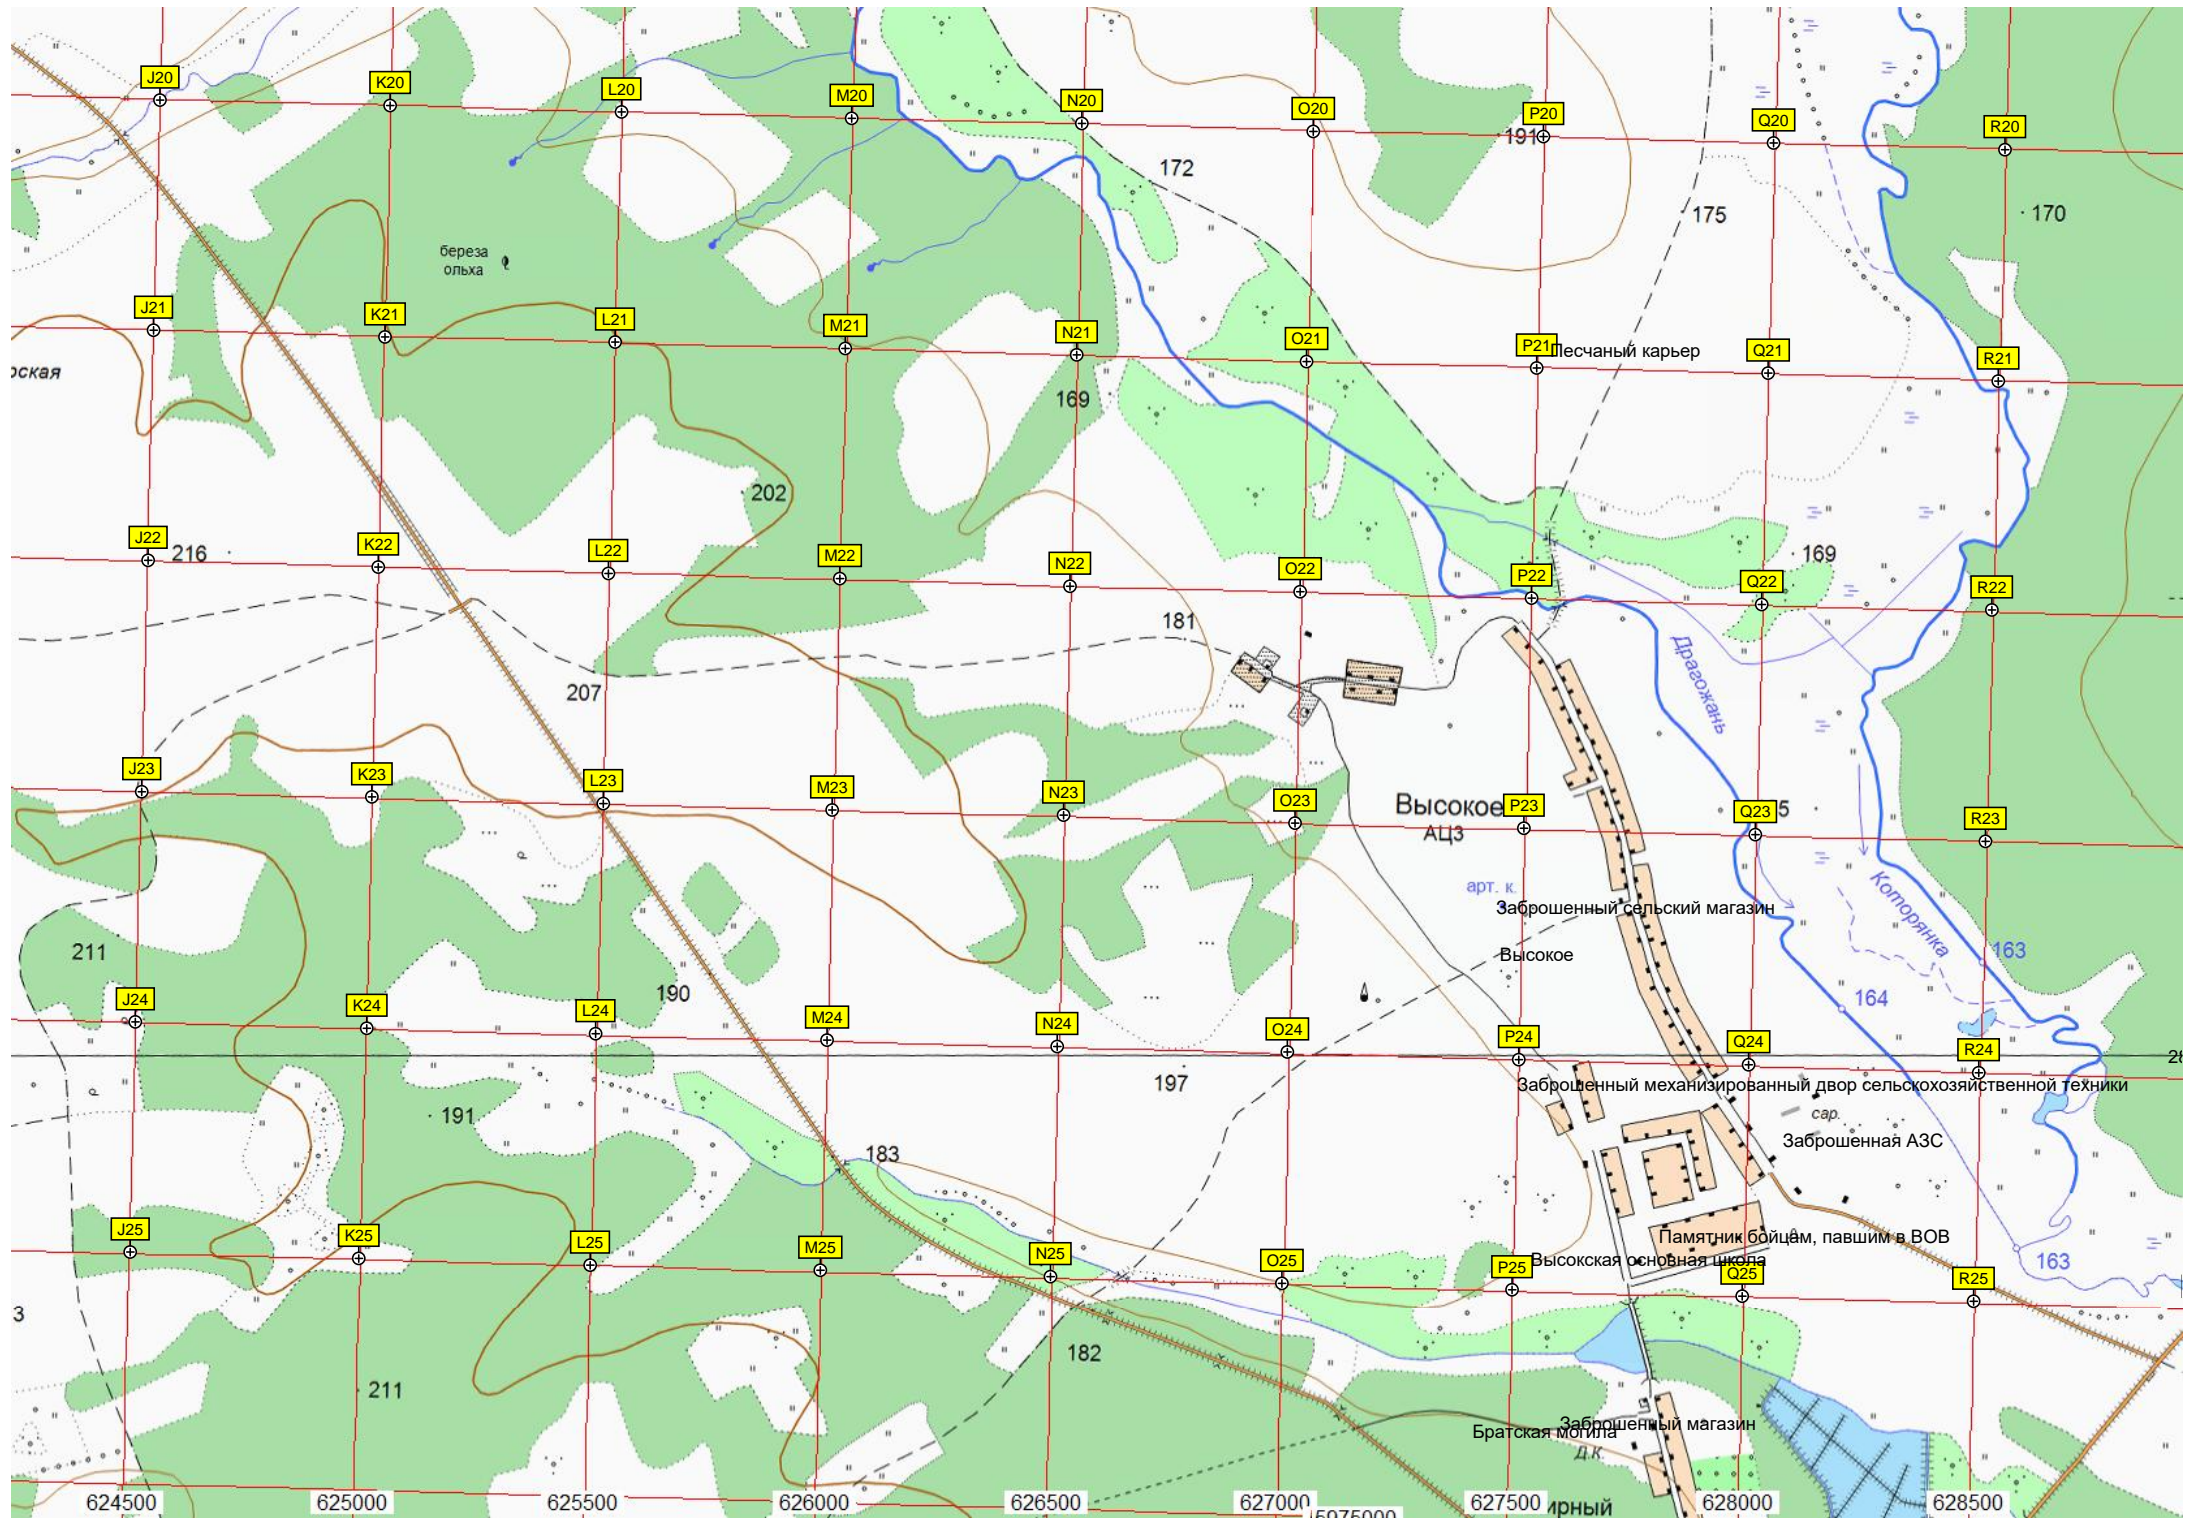 J20
K20
L20
M20
N20
O20
P20
Q20
R20
191
172
175
170
береза
ольха
J21
K21
L21
M21
N21
O21
P21
Песчаный карьер
Q21
R21
рская
169
202
J22
216
K22
L22
M22
N22
O22
P22
Q22
R22
169
181
207
Драгожань
J23
K23
L23
M23
N23
O23
Высокое
АЦЗ
P23
Q23
5
R23
арт. к.
Заброшенный сельский магазин
Которянка
211
Высокое
163
190
164
J24
K24
L24
M24
N24
O24
P24
Q24
R24
28
197
Заброшенный механизированный двор сельскохозяйственной техники
191
сар.
Заброшенная АЗС
183
J25
K25
L25
M25
N25
O25
P25
Памятник бойцам, павшим в ВОВ
Высокская основная школа
Q25
R25
163
3
182
211
Заброшенный магазин
Братская могила
Д.К.
624500
625000
625500
626000
626500
627000
627500
628000
628500
5975000
ирный